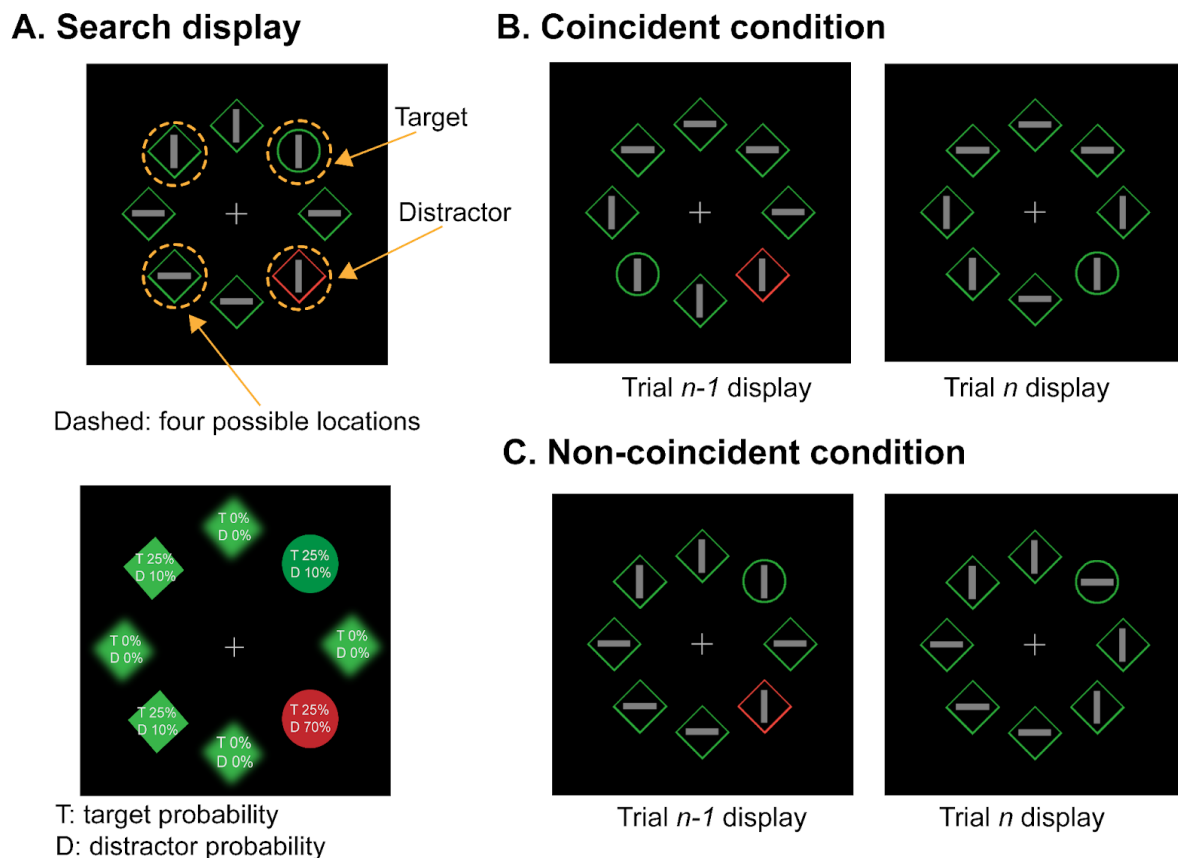 A. Search display
Target
Distractor
Dashed: four possible locations
T 0%
D 0%
T 25%
D 10%
T 25%
D 10%
T 0%
D 0%
T 0%
D 0%
T 25%
D 10%
T 25%
D 70%
T 0%
D 0%
T: target probability
D: distractor probability
B. Coincident condition
Trial n-1 display
Trial n display
C. Non-coincident condition
Trial n-1 display
Trial n display